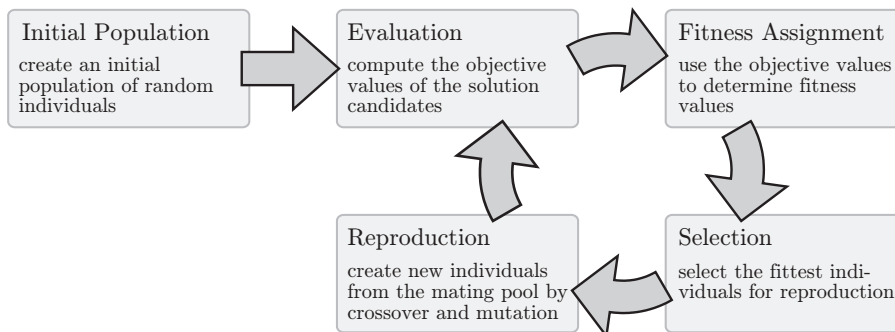 Initial Population
create an initial
population of random
individuals
Evaluation
compute the objective
values of the solution
candidates
Fitness Assignment
use the objective values
to determine fitness
values
Reproduction
create new individuals
from the mating pool by
crossover and mutation
Selection
select the fittest indi-
viduals for reproduction